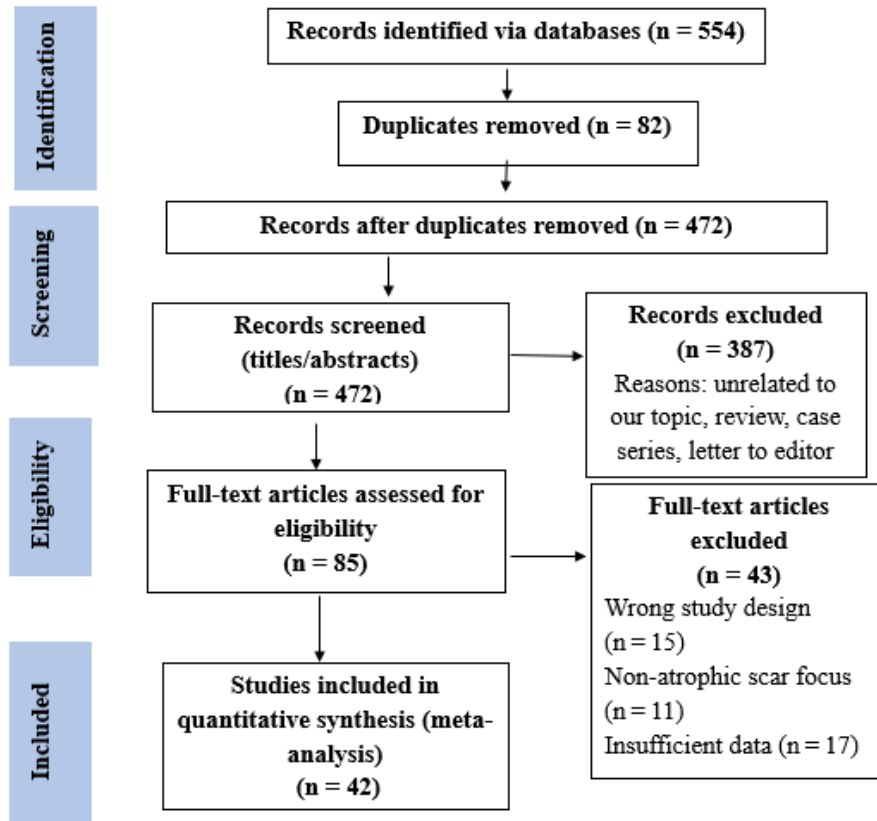 Identification
Records identified via databases (n = 554)
Duplicates removed (n = 82)
Screening
Records after duplicates removed (n = 472)
Records screened
(titles/abstracts)
(n = 472)
Records excluded
(n = 387)
Reasons: unrelated to
our topic, review, case
series, letter to editor
Eligibility
Full-text articles assessed for
eligibility
(n = 85)
Full-text articles
excluded
(n = 43)
Wrong study design
(n = 15)
Non-atrophic scar focus
(n = 11)
Insufficient data (n = 17)
Included
Studies included in
quantitative synthesis (meta-
analysis)
(n = 42)